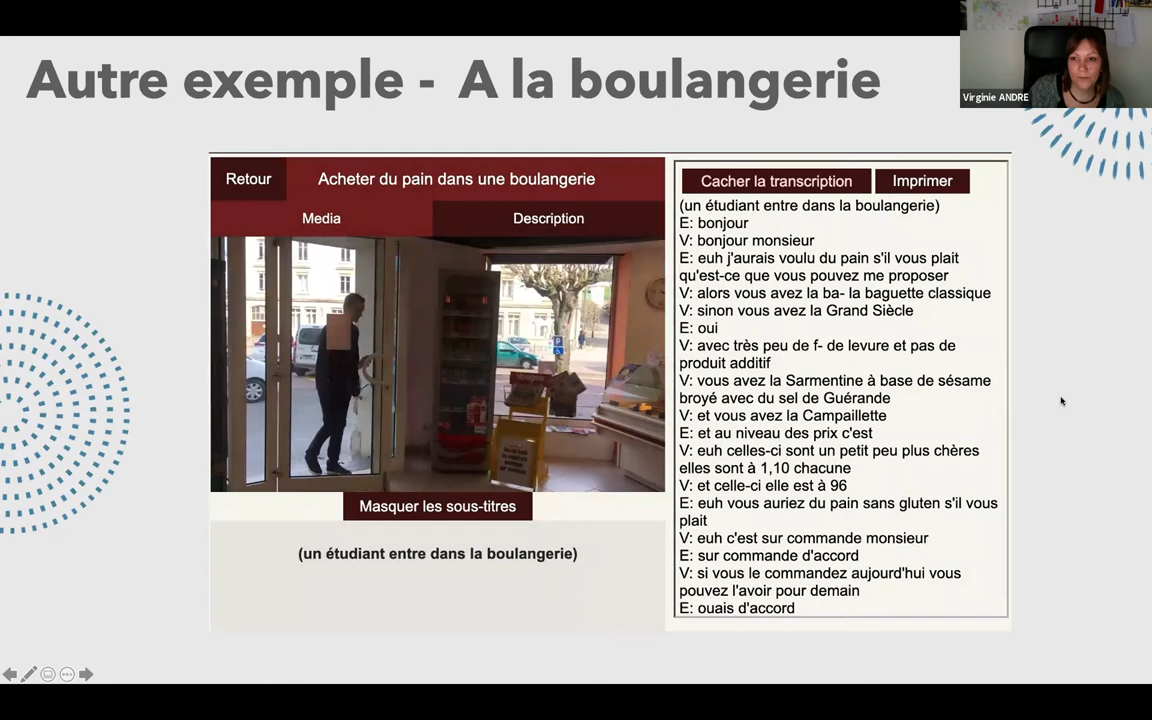 Autre exemple - A la boulangerie
Virginie ANDRE
Retour
Acheter du pain dans une boulangerie
Media
Description
Masquer les sous-titres
(un étudiant entre dans la boulangerie)
Cacher la transcription
Imprimer
(un étudiant entre dans la boulangerie)
E: bonjour
V: bonjour monsieur
E: euh j'aurais voulu du pain s'il vous plait
qu'est-ce que vous pouvez me proposer
V: alors vous avez la ba- la baguette classique
V: sinon vous avez la Grand Siècle
E: oui
V: avec très peu de f- de levure et pas de
produit additif
V: vous avez la Sarmentine à base de sésame
broyé avec du sel de Guérande
V: et vous avez la Campaillette
E: et au niveau des prix c'est
V: euh celles-ci sont un petit peu plus chères
elles sont à 1,10 chacune
V: et celle-ci elle est à 96
E: euh vous auriez du pain sans gluten s'il vous
plait
V: euh c'est sur commande monsieur
E: sur commande d'accord
V: si vous le commandez aujourd'hui vous
pouvez l'avoir pour demain
E: ouais d'accord